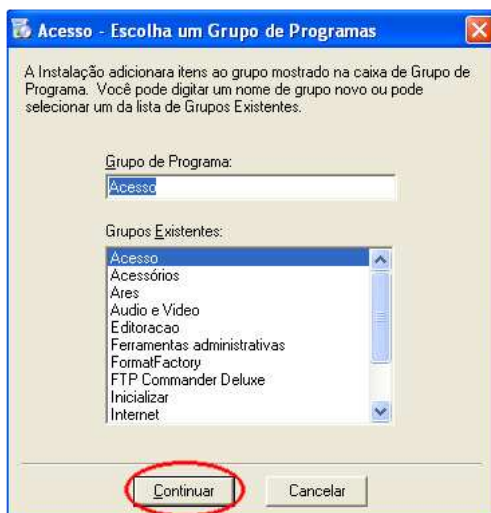 Acesso - Escolha um Grupo de Programas
A Instalação adicionara itens ao grupo mostrado na caixa de Grupo de
Programa. Você pode digitar um nome de grupo novo ou pode
selecionar um da lista de Grupos Existentes.
Grupo de Programa:
Acesso
Grupos Existentes:
Acesso
Acessórios
Ares
Audio e Video
Editoracao
Ferramentas administrativas
FormatFactory
FTP Commander Deluxe
Inicializar
Internet
Continuar
Cancelar